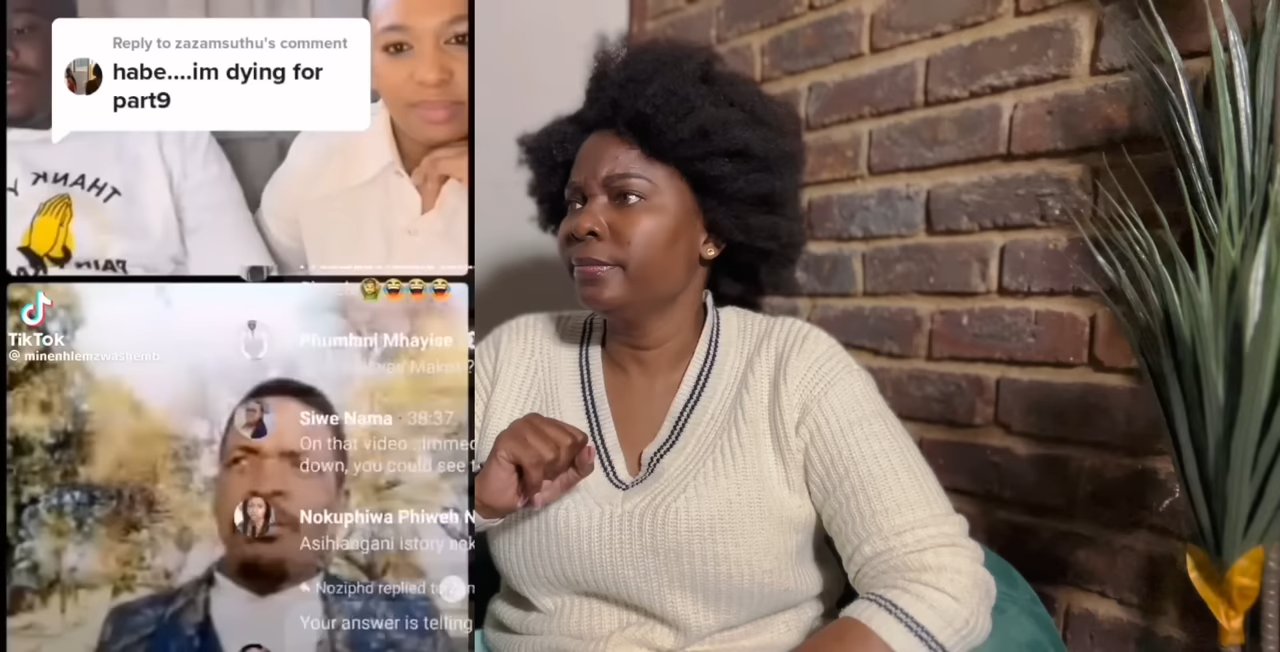 Reply to zazamsuthu's comment
habe....im dying for
part9
THANK
TikTok
@ minenhlemzwashemb
Phumlani Mhayise
Siwe Nama · 38:37
On that video
down, you could see
Nokuphiwa Phiweh N
Asihlangani istory
Nozipho replied to
Your answer is telling